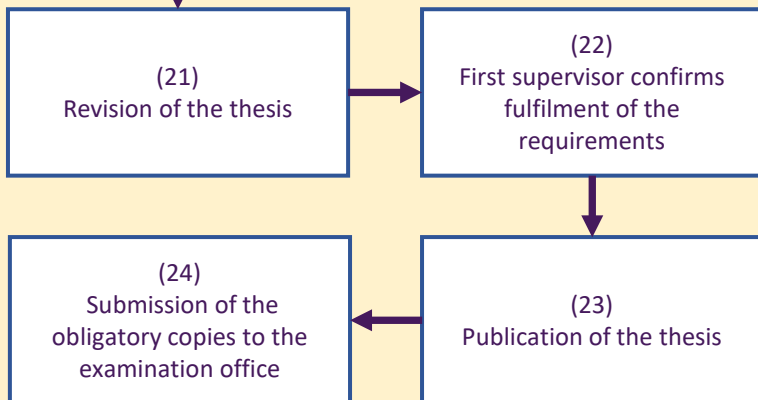 (21)
Revision of the thesis
(22)
First supervisor confirms
fulfilment of the
requirements
(23)
Publication of the thesis
(24)
Submission of the
obligatory copies to the
examination office